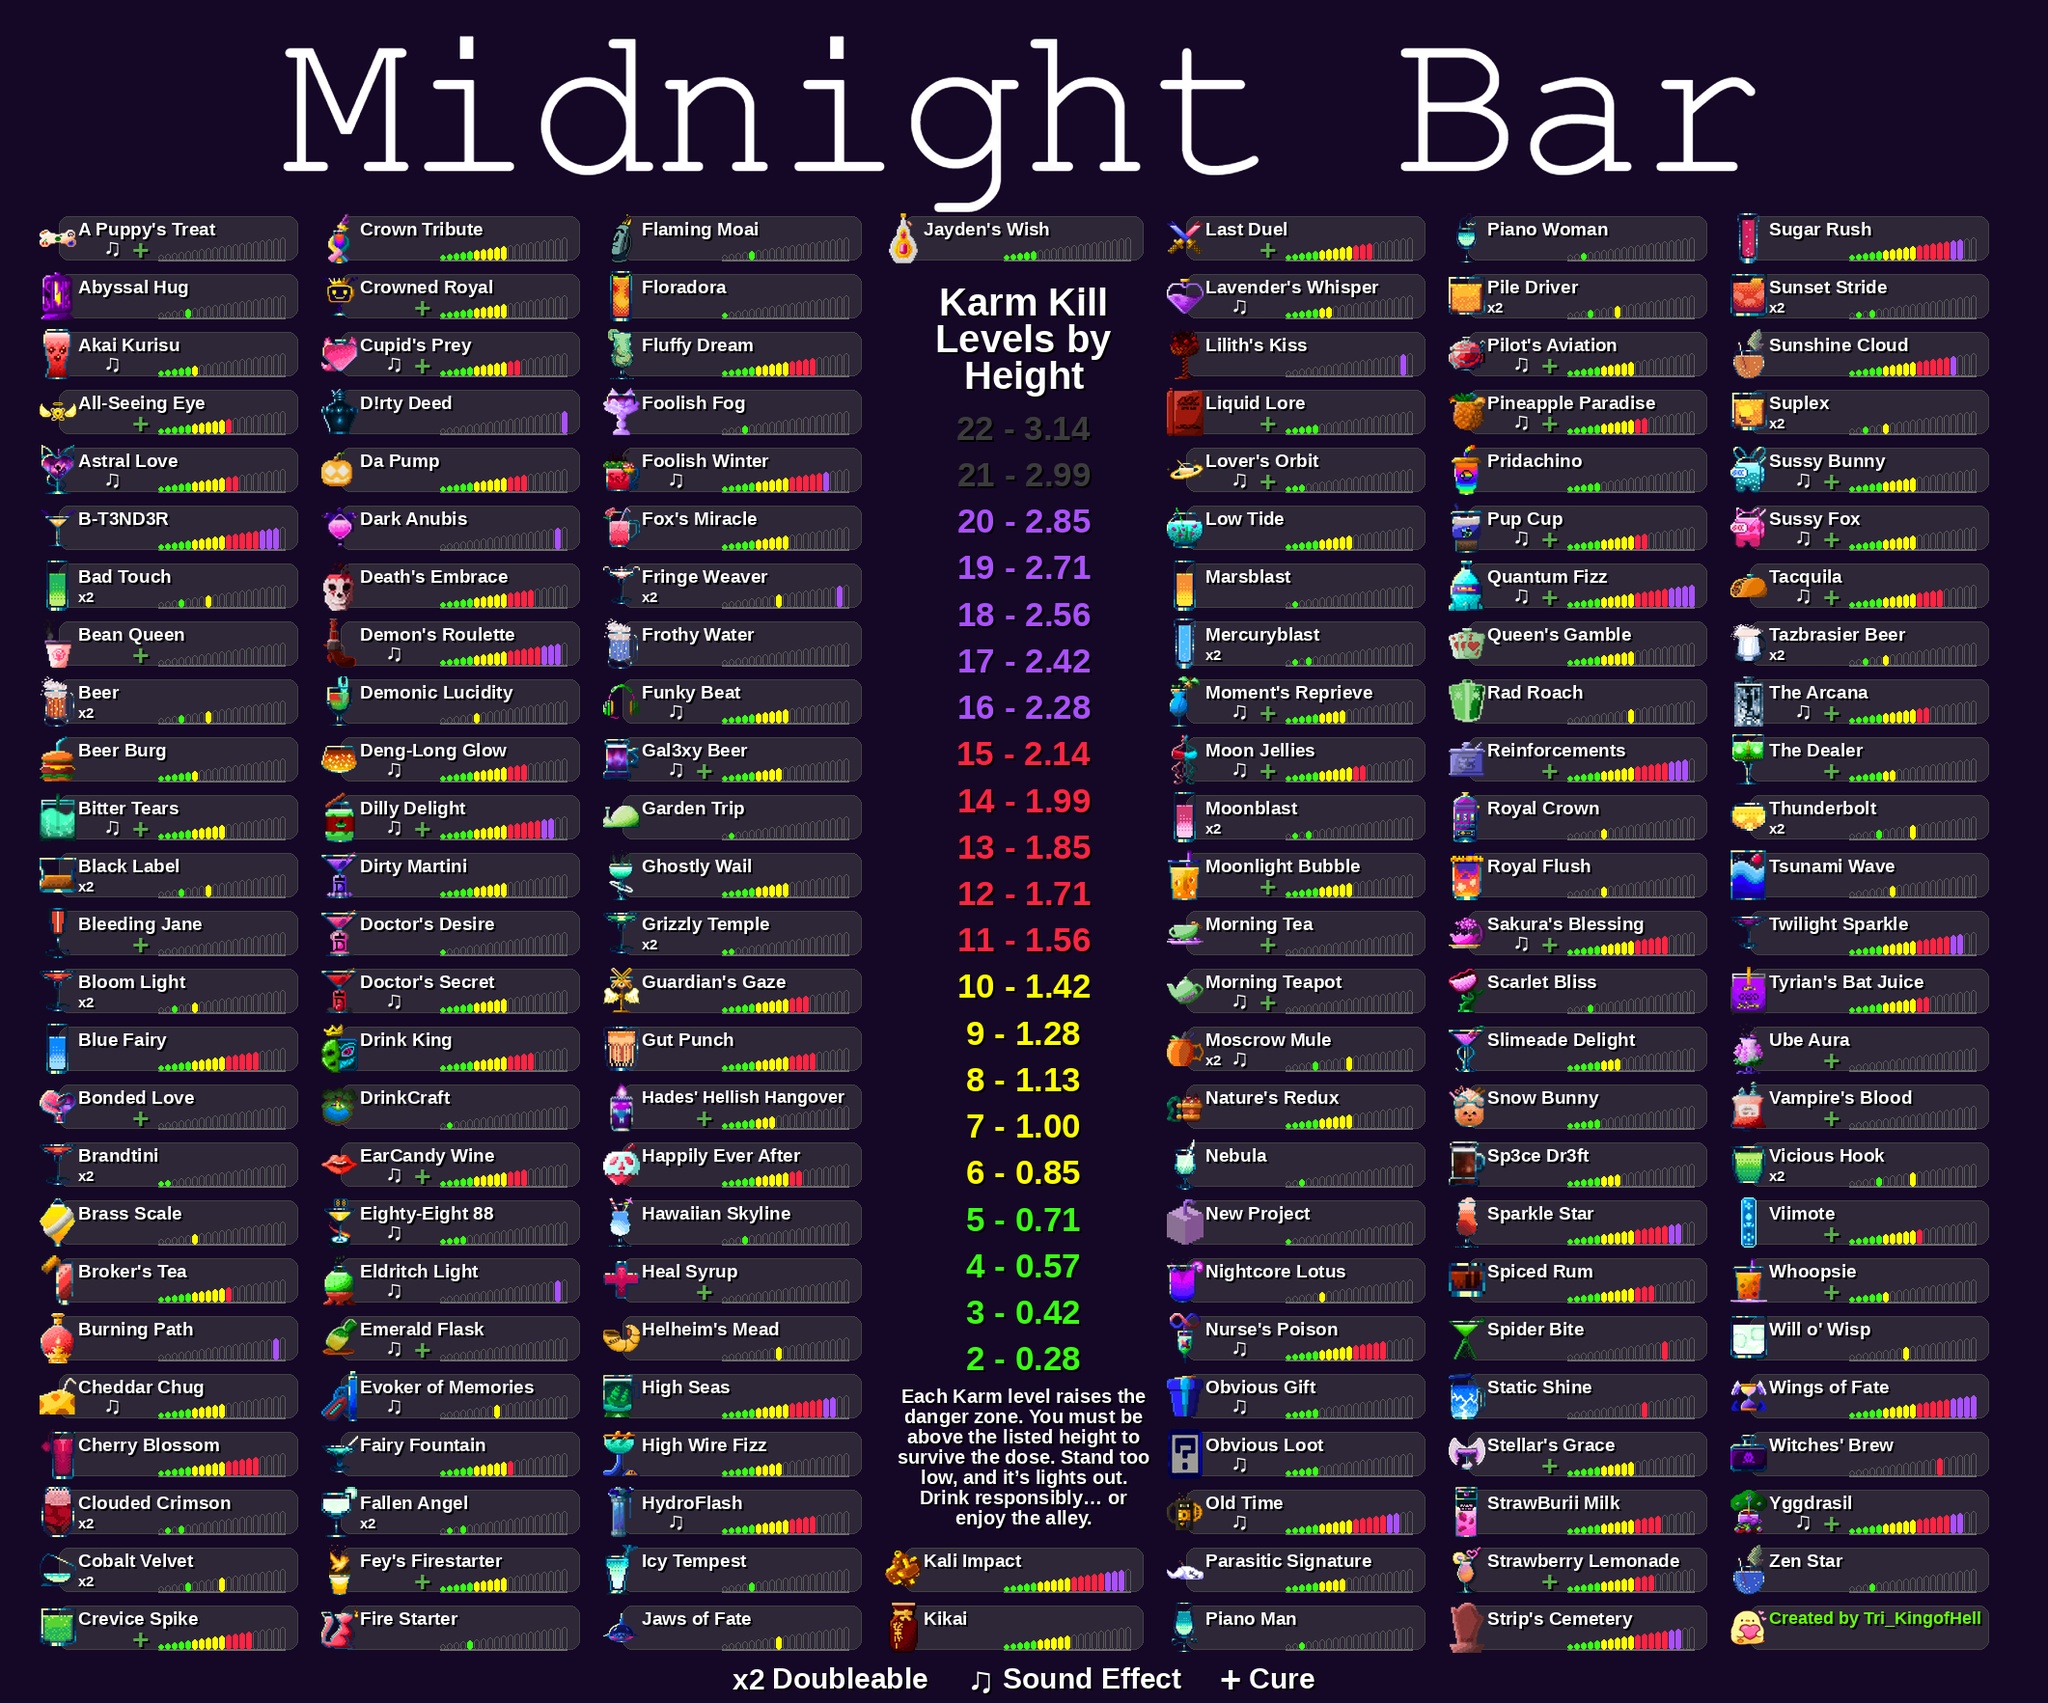 Midnight Bar
A Puppy's Treat
♫ +
Abyssal Hug
Akai Kurisu
♫
All-Seeing Eye
+
Astral Love
♫
B-T3ND3R
Bad Touch
x2
Bean Queen
+
Beer
x2
Beer Burg
Bitter Tears
♫ +
Black Label
x2
Bleeding Jane
+
Bloom Light
x2
Blue Fairy
Bonded Love
+
Brandtini
x2
Brass Scale
Broker's Tea
Burning Path
Cheddar Chug
♫
Cherry Blossom
Clouded Crimson
x2
Cobalt Velvet
x2
Crevice Spike
+
Crown Tribute
Crowned Royal
+
Cupid's Prey
♫ +
D!rty Deed
Da Pump
Dark Anubis
Death's Embrace
Demon's Roulette
♫
Demonic Lucidity
Deng-Long Glow
♫
Dilly Delight
♫ +
Dirty Martini
Doctor's Desire
Doctor's Secret
♫
Drink King
DrinkCraft
EarCandy Wine
♫ +
Eighty-Eight 88
♫
Eldritch Light
♫
Emerald Flask
♫ +
Evoker of Memories
♫
Fairy Fountain
Fallen Angel
x2
Fey's Firestarter
+
Fire Starter
Flaming Moai
Floradora
Fluffy Dream
Foolish Fog
Foolish Winter
♫
Fox's Miracle
Fringe Weaver
x2
Frothy Water
Funky Beat
♫
Gal3xy Beer
♫ +
Garden Trip
Ghostly Wail
Grizzly Temple
x2
Guardian's Gaze
Gut Punch
Hades' Hellish Hangover
+
Happily Ever After
Hawaiian Skyline
Heal Syrup
+
Helheim's Mead
High Seas
High Wire Fizz
HydroFlash
♫
Icy Tempest
Jaws of Fate
Jayden's Wish
Karm Kill
Levels by
Height
22 - 3.14
21 - 2.99
20 - 2.85
19 - 2.71
18 - 2.56
17 - 2.42
16 - 2.28
15 - 2.14
14 - 1.99
13 - 1.85
12 - 1.71
11 - 1.56
10 - 1.42
9 - 1.28
8 - 1.13
7 - 1.00
6 - 0.85
5 - 0.71
4 - 0.57
3 - 0.42
2 - 0.28
Each Karm level raises the
danger zone. You must be
above the listed height to
survive the dose. Stand too
low, and it’s lights out.
Drink responsibly… or
enjoy the alley.
Kali Impact
Kikai
Last Duel
+
Lavender's Whisper
♫
Lilith's Kiss
Liquid Lore
+
Lover's Orbit
♫ +
Low Tide
Marsblast
Mercuryblast
x2
Moment's Reprieve
♫ +
Moon Jellies
♫ +
Moonblast
x2
Moonlight Bubble
+
Morning Tea
+
Morning Teapot
♫ +
Moscrow Mule
x2 ♫
Nature's Redux
Nebula
New Project
Nightcore Lotus
Nurse's Poison
♫
Obvious Gift
♫
Obvious Loot
♫
Old Time
♫
Parasitic Signature
Piano Man
Piano Woman
Pile Driver
x2
Pilot's Aviation
♫ +
Pineapple Paradise
♫ +
Pridachino
Pup Cup
♫ +
Quantum Fizz
♫ +
Queen's Gamble
Rad Roach
Reinforcements
+
Royal Crown
Royal Flush
Sakura's Blessing
♫ +
Scarlet Bliss
Slimeade Delight
Snow Bunny
Sp3ce Dr3ft
Sparkle Star
Spiced Rum
Spider Bite
Static Shine
Stellar's Grace
+
StrawBurii Milk
Strawberry Lemonade
+
Strip's Cemetery
Sugar Rush
Sunset Stride
x2
Sunshine Cloud
Suplex
x2
Sussy Bunny
♫ +
Sussy Fox
♫ +
Tacquila
♫ +
Tazbrasier Beer
x2
The Arcana
♫ +
The Dealer
+
Thunderbolt
x2
Tsunami Wave
Twilight Sparkle
Tyrian's Bat Juice
Ube Aura
+
Vampire's Blood
+
Vicious Hook
x2
Viimote
+
Whoopsie
+
Will o' Wisp
Wings of Fate
Witches' Brew
Yggdrasil
♫ +
Zen Star
Created by Tri_KingofHell
x2 Doubleable ♫ Sound Effect + Cure